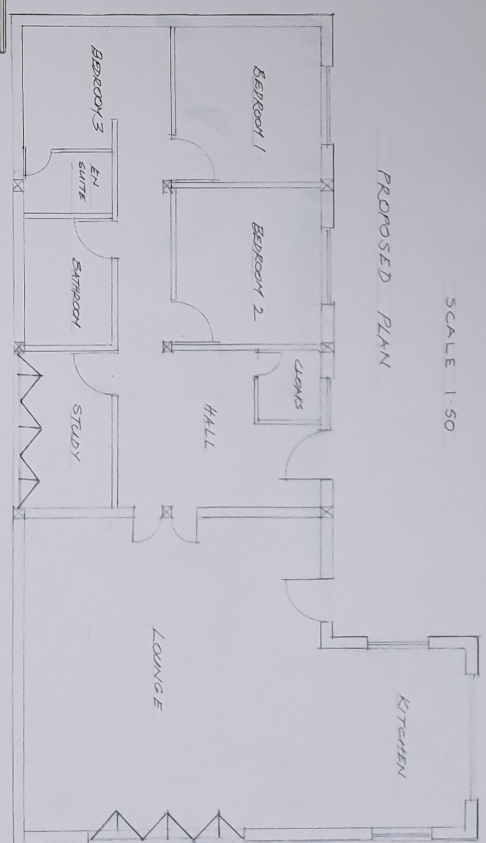 SCALE 1:50
PROPOSED PLAN
BEDROOM 1
BEDROOM 2
CLOAKS
KITCHEN
HALL
LOUNGE
BEDROOM 3
EN
SUITE
BATHROOM
STUDY